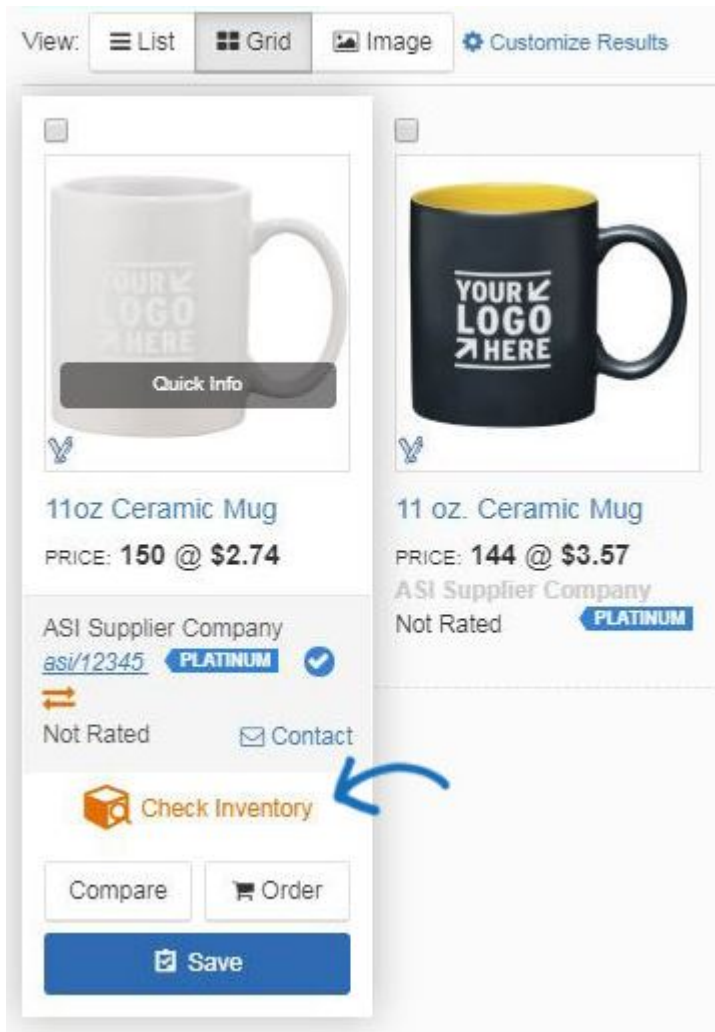 View: List Grid Image Customize Results
YOUR
LOGO
HERE
Quick Info
11oz Ceramic Mug
PRICE: 150 @ $2.74
ASI Supplier Company
asi/12345 PLATINUM
Not Rated Contact
Check Inventory
Compare Order
Save
YOUR
LOGO
HERE
11 oz. Ceramic Mug
PRICE: 144 @ $3.57
ASI Supplier Company
Not Rated PLATINUM